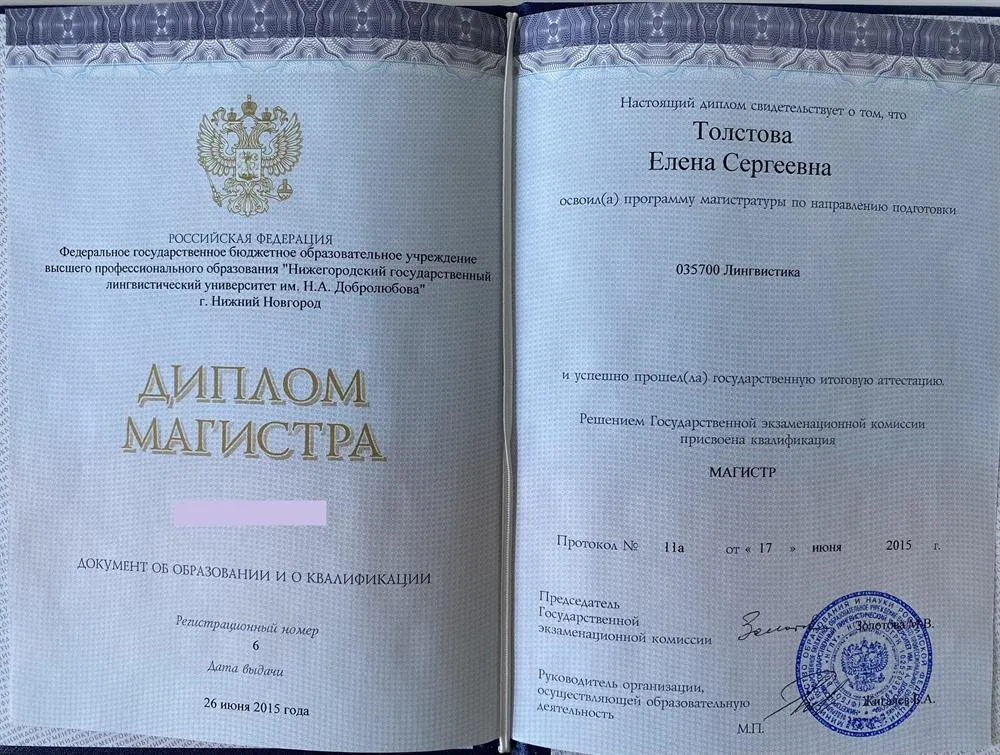 РОССИЙСКАЯ ФЕДЕРАЦИЯ
Федеральное государственное бюджетное образовательное учреждение
высшего профессионального образования "Нижегородский государственный
лингвистический университет им. Н.А. Добролюбова"
г. Нижний Новгород
ДИПЛОМ
МАГИСТРА
ДОКУМЕНТ ОБ ОБРАЗОВАНИИ И О КВАЛИФИКАЦИИ
Регистрационный номер
6
Дата выдачи
26 июня 2015 года
Настоящий диплом свидетельствует о том, что
Толстова
Елена Сергеевна
освоил(а) программу магистратуры по направлению подготовки
035700 Лингвистика
и успешно прошел(ла) государственную итоговую аттестацию.
Решением Государственной экзаменационной комиссии
присвоена квалификация
МАГИСТР
Протокол № 11а от « 17 » июня 2015 г.
Председатель
Государственной
экзаменационной комиссии
Золотова М.В.
Руководитель организации,
осуществляющей образовательную
деятельность
Жигалев Б.А.
М.П.